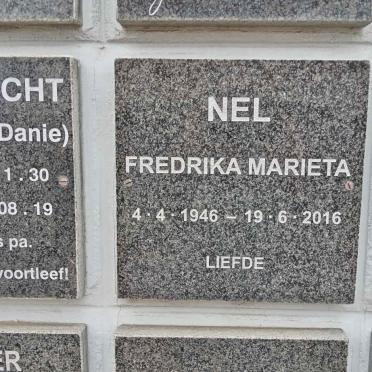 CHT
Danie)
1.30
08.19
s pa.
voortleef!
NEL
FREDRIKA MARIETA
4·4·1946 – 19·6·2016
LIEFDE
ER